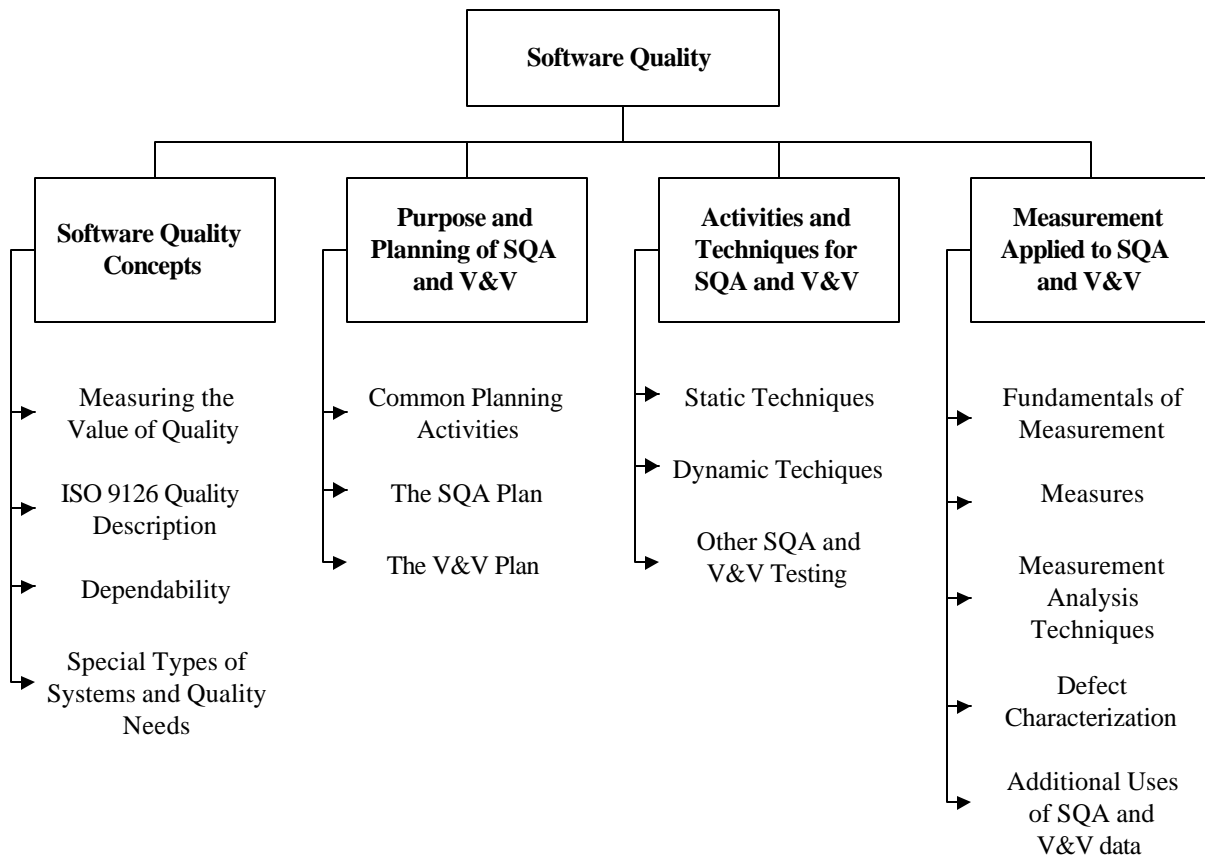 Software Quality
Software Quality
Concepts
Purpose and
Planning of SQA
and V&V
Activities and
Techniques for
SQA and V&V
Measurement
Applied to SQA
and V&V
Measuring the
Value of Quality
ISO 9126 Quality
Description
Dependability
Special Types of
Systems and Quality
Needs
Common Planning
Activities
The SQA Plan
The V&V Plan
Static Techniques
Dynamic Techiques
Other SQA and
V&V Testing
Fundamentals of
Measurement
Measures
Measurement
Analysis
Techniques
Defect
Characterization
Additional Uses
of SQA and
V&V data